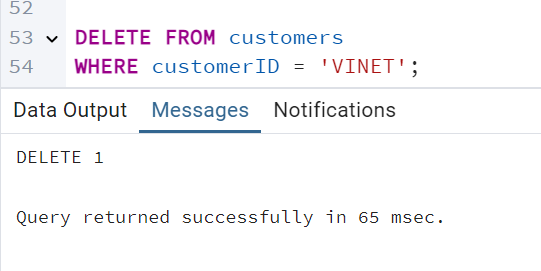 52
53 DELETE FROM customers
54 WHERE customerID = 'VINET';
Data Output Messages Notifications
DELETE 1
Query returned successfully in 65 msec.